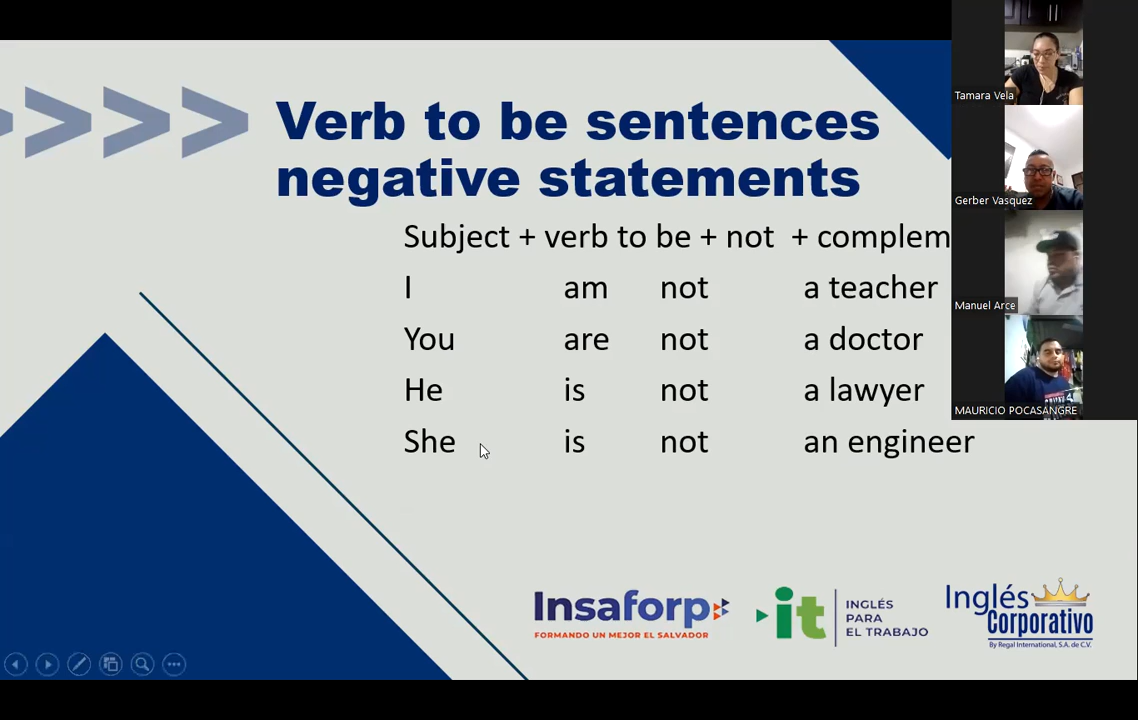 >>>>
Verb to be sentences
negative statements
Subject + verb to be + not + complem
I am not a teacher
You are not a doctor
He is not a lawyer
She is not an engineer
Tamara Vela
Gerber Vasquez
Manuel Arce
MAURICIO POCASANGRE
Insaforp
FORMANDO UN MEJOR EL SALVADOR
it
INGLÉS
PARA
EL TRABAJO
Inglés
Corporativo
By Regal International, S.A. de C.V.